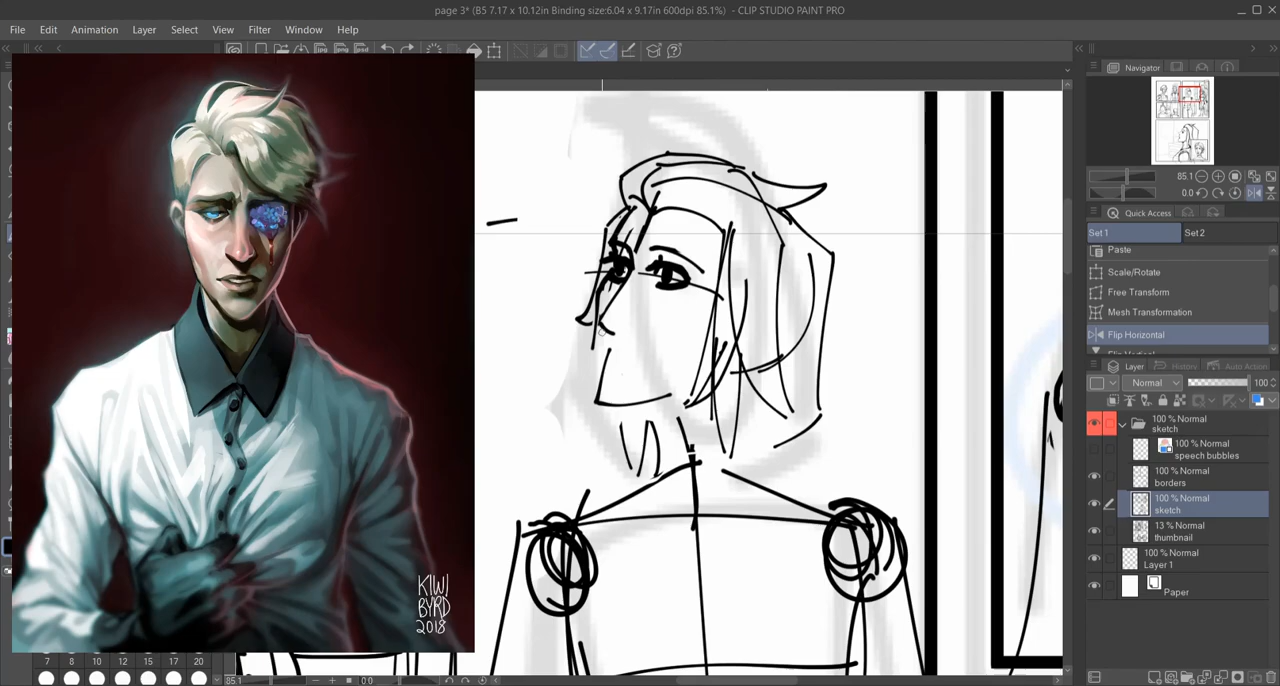 page 3* (B5 7.17 x 10.12in Binding size:6.04 x 9.17in 600dpi 85.1%) - CLIP STUDIO PAINT PRO
File Edit Animation Layer Select View Filter Window Help
Navigator
85.1
0.0
Quick Access
Set 1 Set 2
Paste
Scale/Rotate
Free Transform
Mesh Transformation
Flip Horizontal
Layer History Auto Action
Normal 100
100 % Normal
sketch
100 % Normal
speech bubbles
100 % Normal
borders
100 % Normal
sketch
13 % Normal
thumbnail
100 % Normal
Layer 1
Paper
KIWI
BYRD
2018
7 8 10 12 15 17 20
85.1